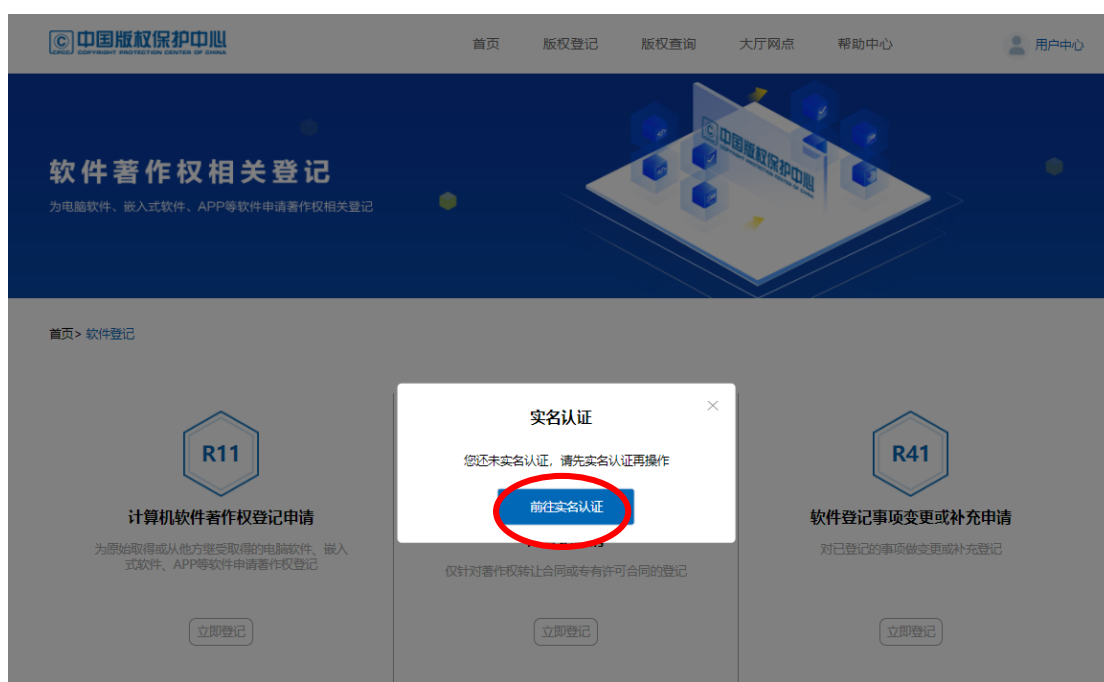 中国版权保护中心
COPYRIGHT PROTECTION CENTER OF CHINA
首页 版权登记 版权查询 大厅网点 帮助中心 用户中心
软件著作权相关登记
为电脑软件、嵌入式软件、APP等软件申请著作权相关登记
中国版权保护中心
首页> 软件登记
实名认证
您还未实名认证，请先实名认证再操作
前往实名认证
R11
计算机软件著作权登记申请
为原始取得或从他方继受取得的电脑软件、嵌入
式软件、APP等软件申请著作权登记
立即登记
仅针对著作权转让合同或专有许可合同的登记
立即登记
R41
软件登记事项变更或补充申请
对已登记的事项做变更或补充登记
立即登记